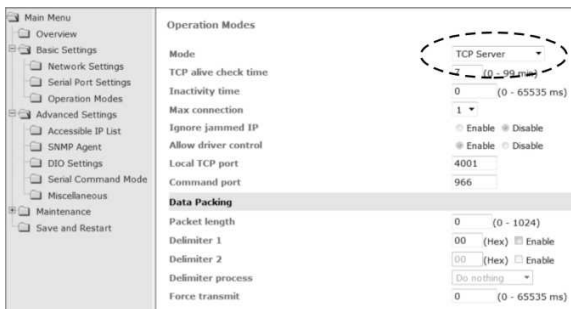 Main Menu
Overview
Basic Settings
Network Settings
Serial Port Settings
Operation Modes
Advanced Settings
Accessible IP List
SNMP Agent
DIO Settings
Serial Command Mode
Miscellaneous
Maintenance
Save and Restart
Operation Modes
Mode TCP Server
TCP alive check time 7 (0 - 99 min)
Inactivity time 0 (0 - 65535 ms)
Max connection 1
Ignore jammed IP Enable Disable
Allow driver control Enable Disable
Local TCP port 4001
Command port 966
Data Packing
Packet length 0 (0 - 1024)
Delimiter 1 00 (Hex) Enable
Delimiter 2 00 (Hex) Enable
Delimiter process Do nothing
Force transmit 0 (0 - 65535 ms)